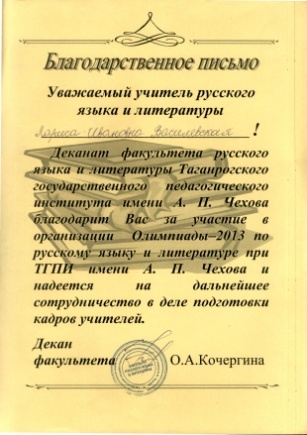 Благодарственное письмо
Уважаемый учитель русского
языка и литературы
Лариса Ивановна Василевская!
Деканат факультета русского
языка и литературы Таганрогского
государственного педагогического
института имени А. П. Чехова
благодарит Вас за участие в
организации Олимпиады–2013 по
русскому языку и литературе при
ТГПИ имени А. П. Чехова и
надеется на дальнейшее
сотрудничество в деле подготовки
кадров учителей.
Декан
факультета О.А.Кочергина